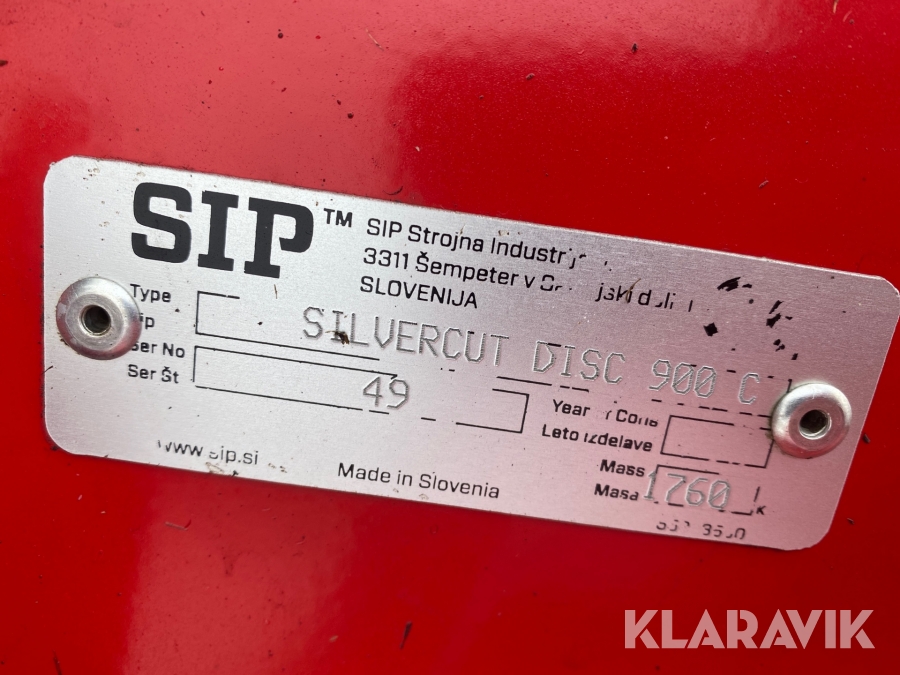 SIP™
SIP Strojna Industrij
3311 Šempeter v
SLOVENIJA
Type
SILVERCUT DISC 900 C
Ser No
Ser Št
49
Year Cons
Leto Izdelave
Mass
Masa
1760
www.sip.si
Made in Slovenia
KLARAVIK